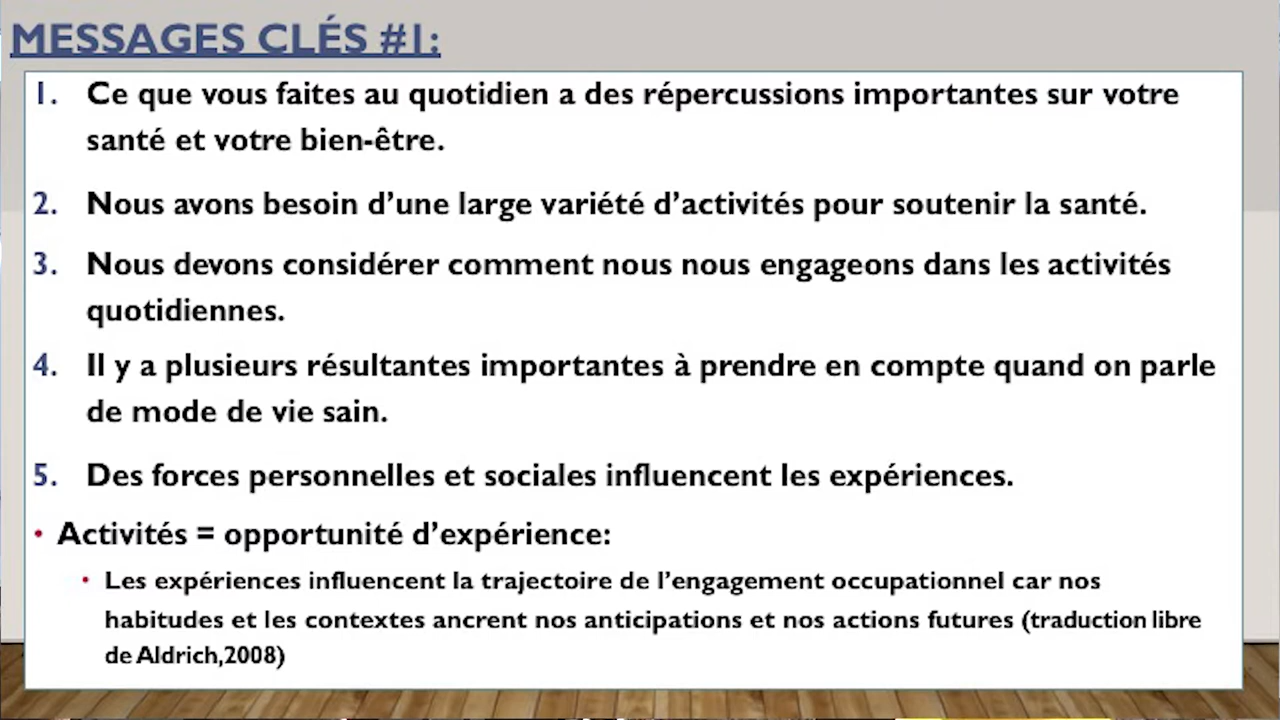 MESSAGES CLÉS #1:
1. Ce que vous faites au quotidien a des répercussions importantes sur votre
santé et votre bien-être.
2. Nous avons besoin d'une large variété d'activités pour soutenir la santé.
3. Nous devons considérer comment nous nous engageons dans les activités
quotidiennes.
4. Il y a plusieurs résultantes importantes à prendre en compte quand on parle
de mode de vie sain.
5. Des forces personnelles et sociales influencent les expériences.
• Activités = opportunité d'expérience:
• Les expériences influencent la trajectoire de l'engagement occupationnel car nos
habitudes et les contextes ancrent nos anticipations et nos actions futures (traduction libre
de Aldrich,2008)